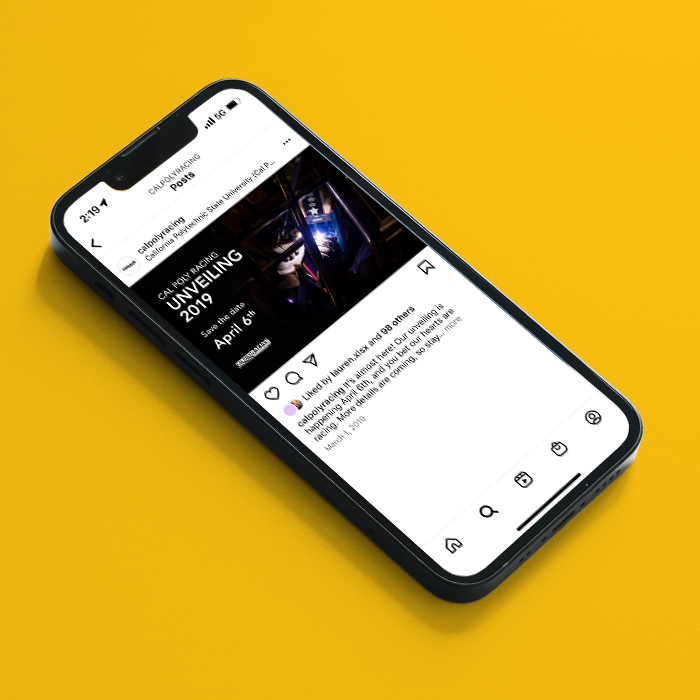 2:19
5G
CALPOLYRACING
Posts
calpolyracing
California Polytechnic State University (Cal P...
CAL POLY RACING
UNVEILING
2019
Save the date
April 6th
Liked by lauren.xlsx and 98 others
calpolyracing It's almost here! Our unveiling is
happening April 6th, and you bet our hearts are
racing. More details are coming, so stay... more
March 1, 2019